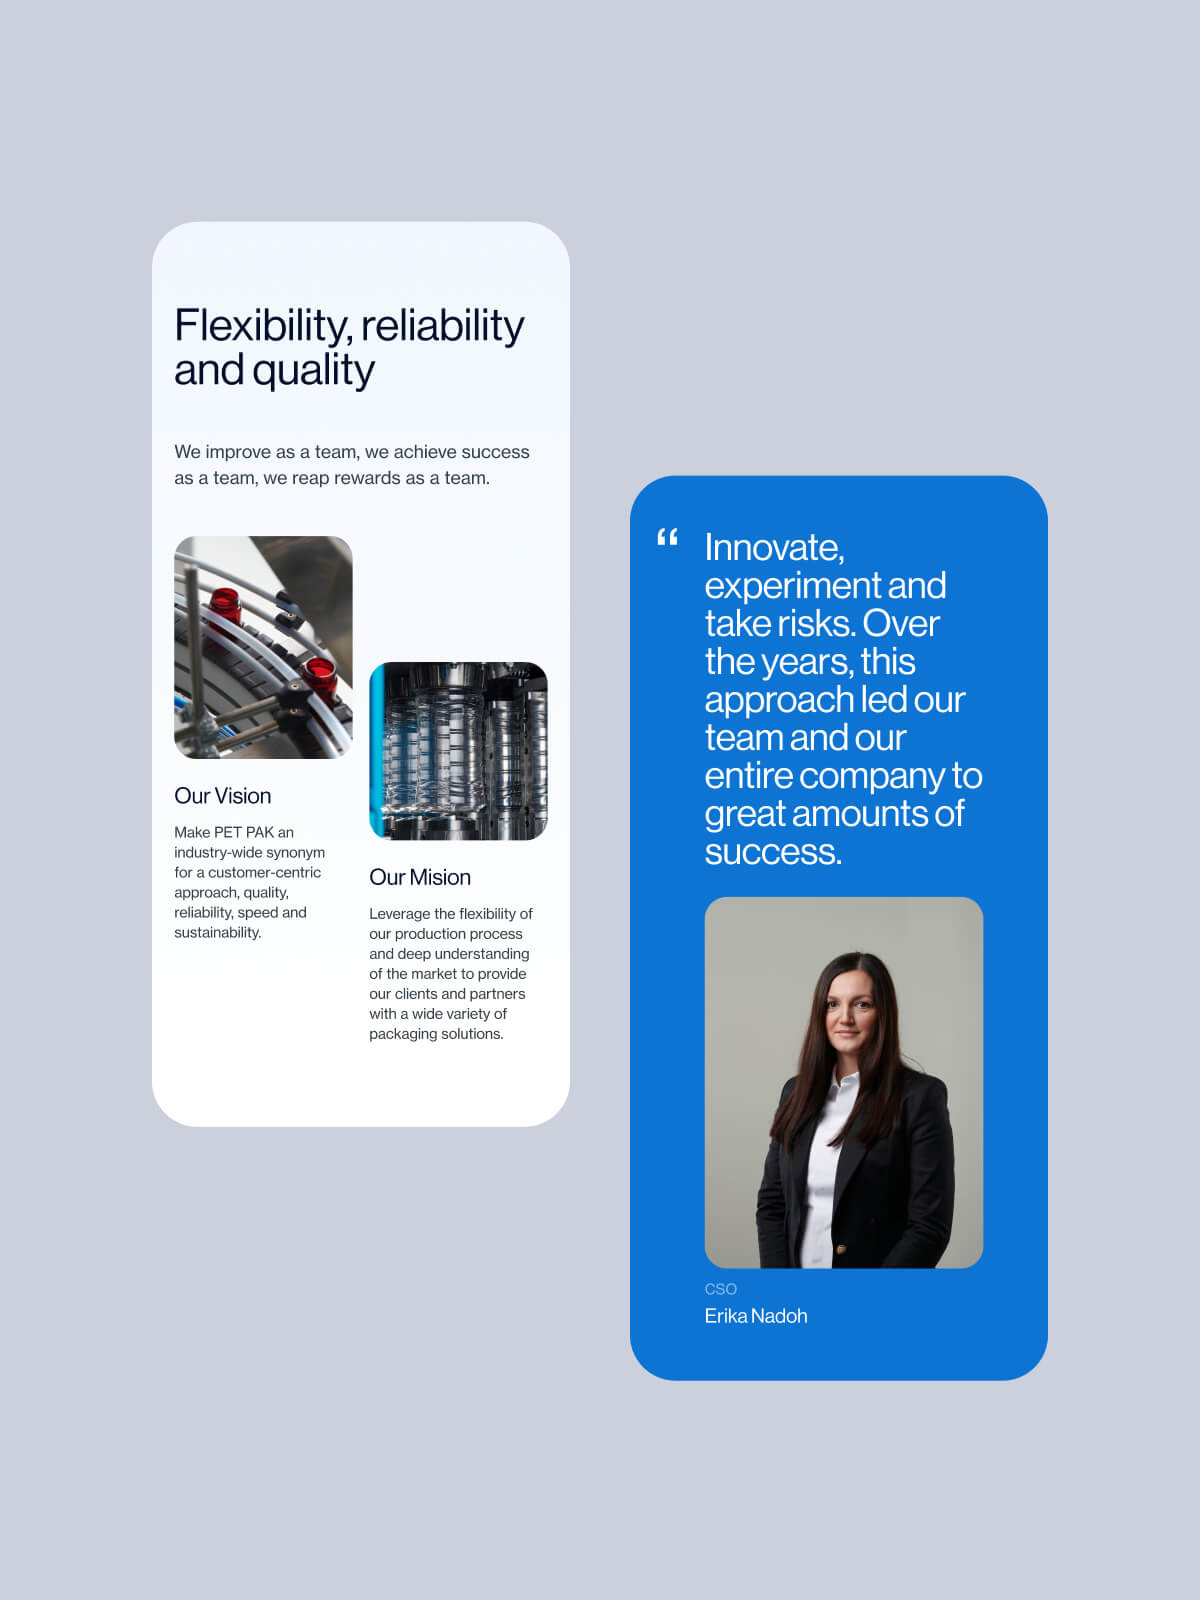 Flexibility, reliability
and quality
We improve as a team, we achieve success
as a team, we reap rewards as a team.
Our Vision
Make PET PAK an
industry-wide synonym
for a customer-centric
approach, quality,
reliability, speed and
sustainability.
Our Mision
Leverage the flexibility of
our production process
and deep understanding
of the market to provide
our clients and partners
with a wide variety of
packaging solutions.
“ Innovate,
experiment and
take risks. Over
the years, this
approach led our
team and our
entire company to
great amounts of
success.
CSO
Erika Nadoh